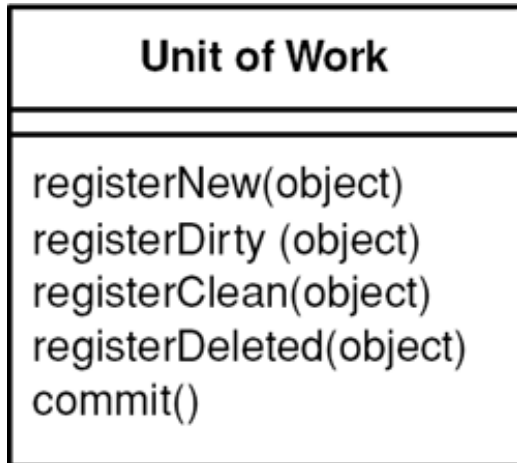 Unit of Work
registerNew(object)
registerDirty (object)
registerClean(object)
registerDeleted(object)
commit()